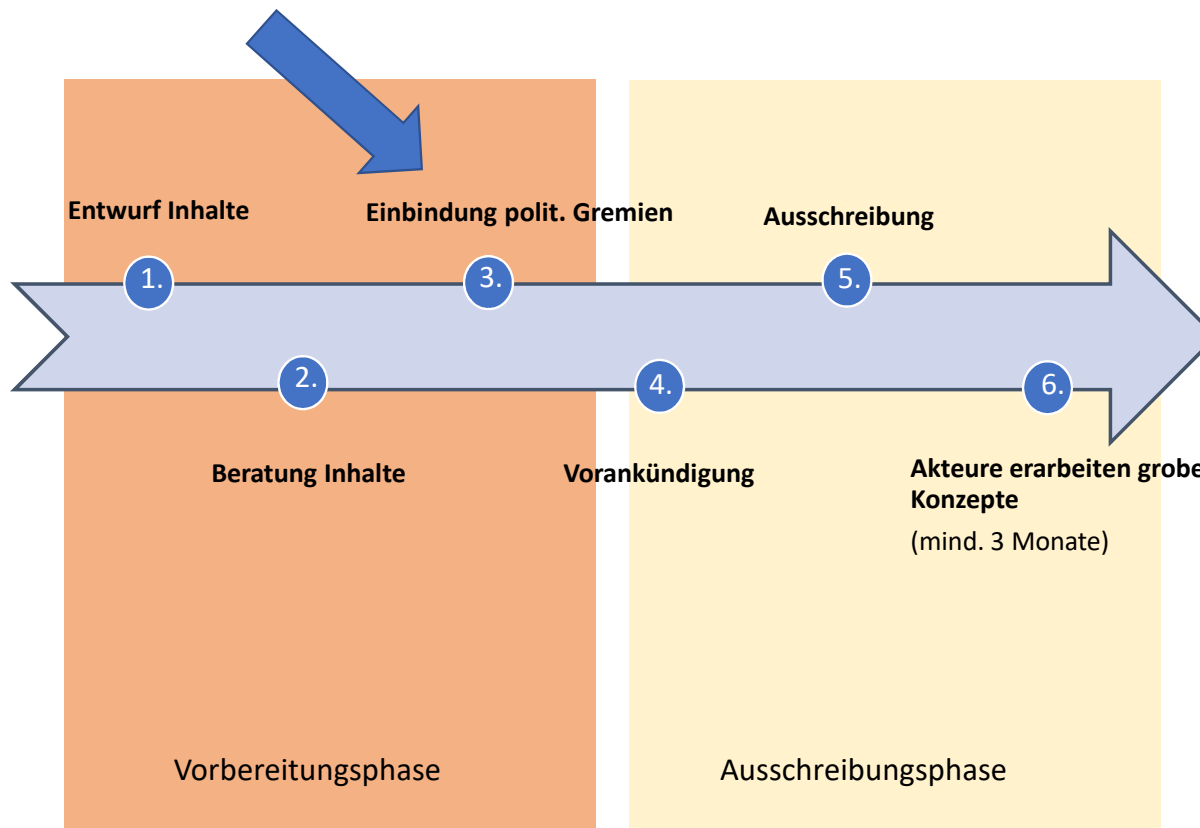 Entwurf Inhalte
Einbindung polit. Gremien
Ausschreibung
1.
3.
5.
2.
4.
6.
Beratung Inhalte
Vorankündigung
Akteure erarbeiten grobe
Konzepte
(mind. 3 Monate)
Vorbereitungsphase
Ausschreibungsphase